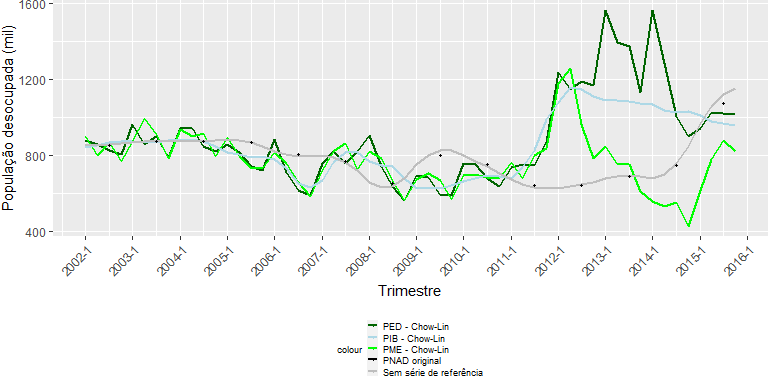 População desocupada (mil)
1600
1200
800
400
2002-1
2003-1
2004-1
2005-1
2006-1
2007-1
2008-1
2009-1
2010-1
2011-1
2012-1
2013-1
2014-1
2015-1
2016-1
Trimestre
colour
PED - Chow-Lin
PIB - Chow-Lin
PME - Chow-Lin
PNAD original
Sem série de referência